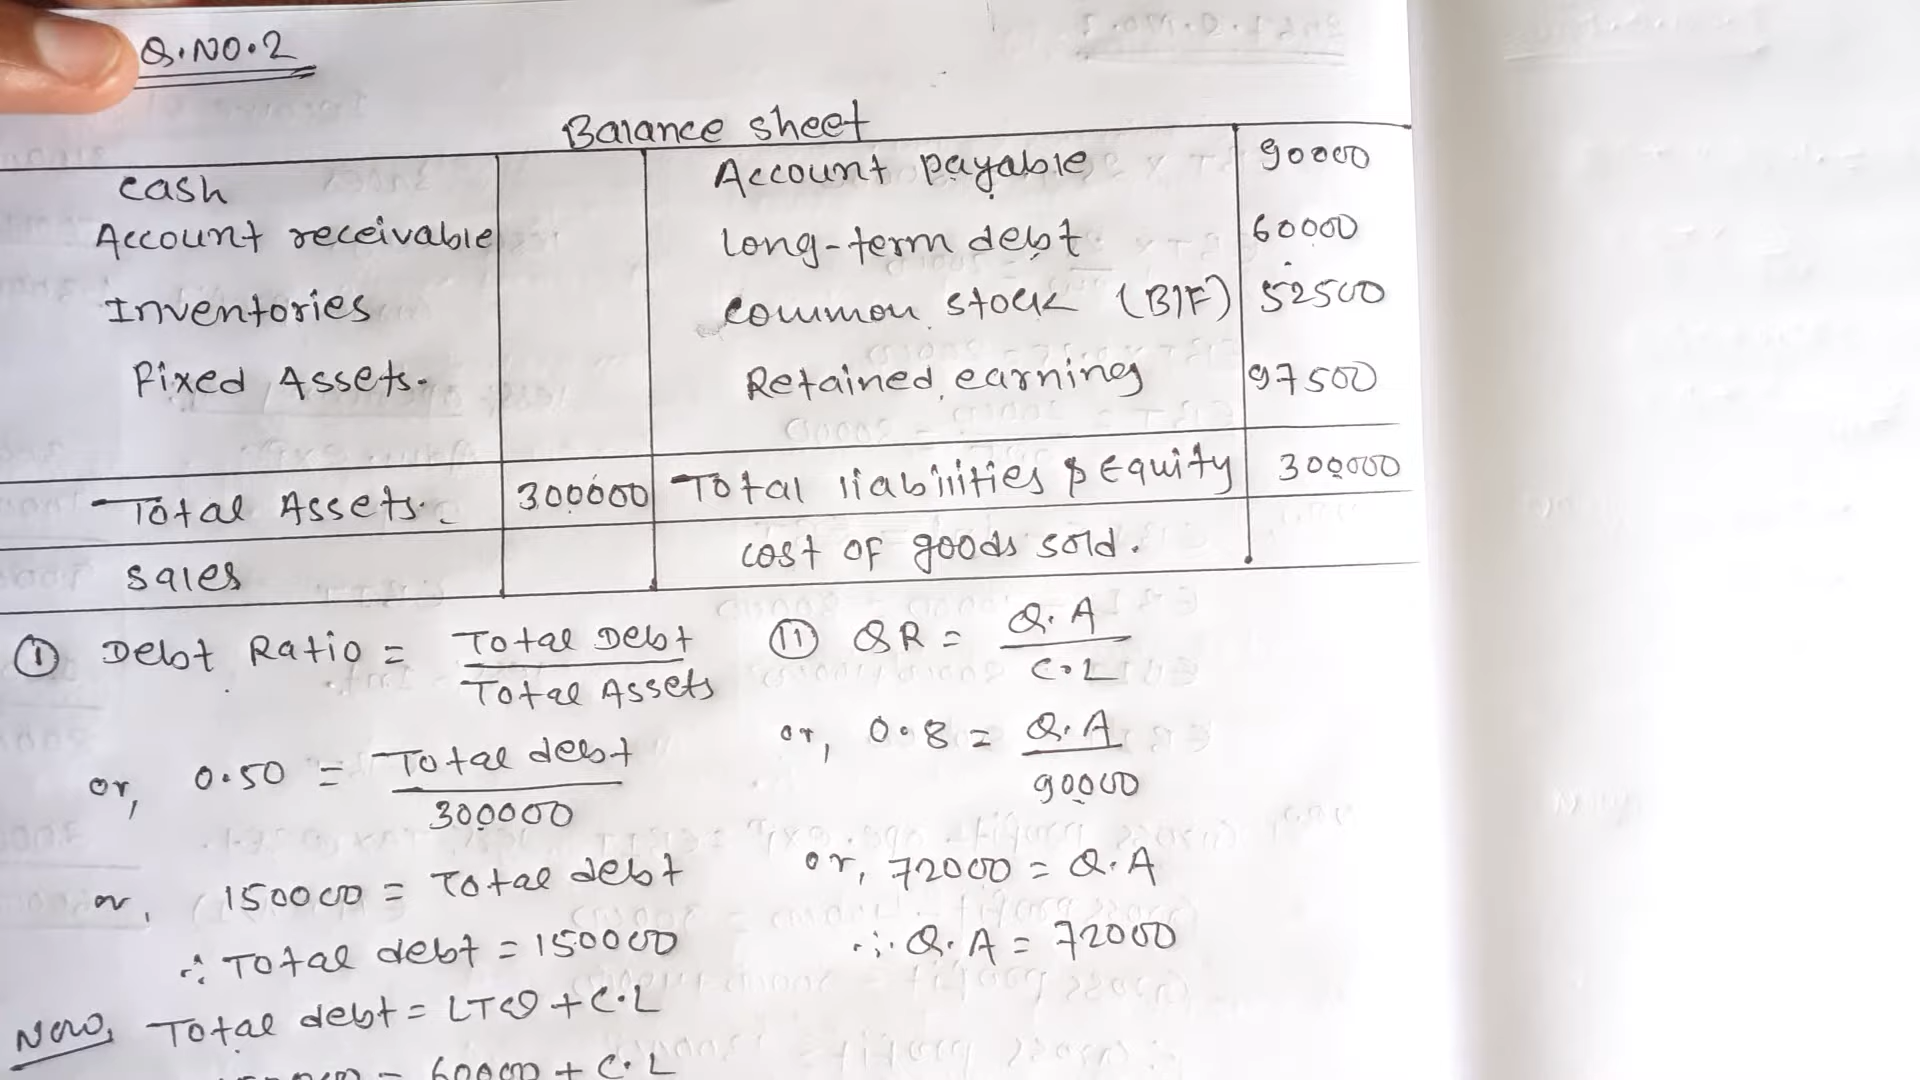 Q.NO.2
Balance sheet
cash Account payable 90000
Account receivable long-term debt 60000
Inventories common stock (B/F) 52500
Fixed Assets. Retained earning 97500
Total Assets. 300000 Total liabilities & Equity 300000
sales cost of goods sold.
(I) Debt Ratio = Total Debt / Total Assets
or, 0.50 = Total debt / 300000
or, 150000 = Total debt
∴ Total debt = 150000
Now, Total debt = LTD + C.L
60000 + C.L
(II) QR = Q.A / C.L
or, 0.8 = Q.A / 90000
or, 72000 = Q.A
∴ Q.A = 72000